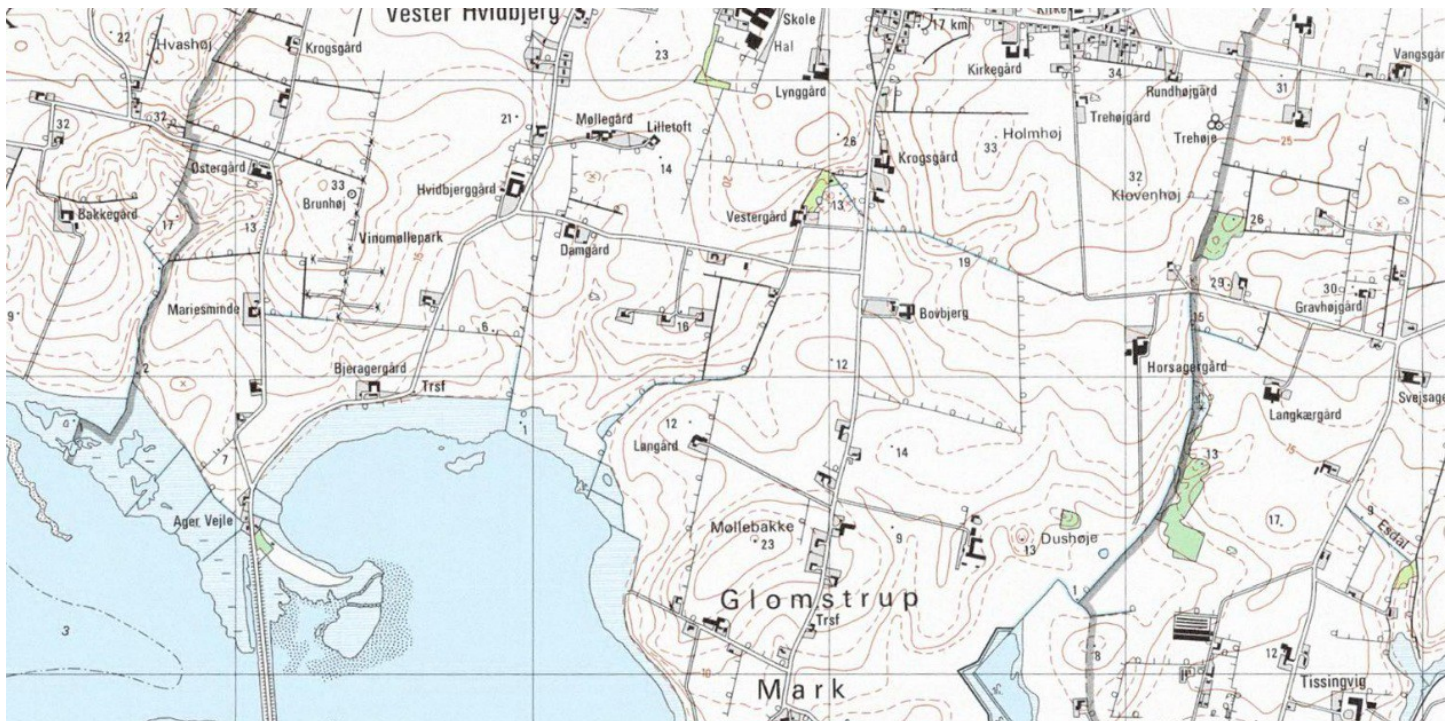 Vester Hvidbjerg
Skole
Hal
17 km
22
Hvashøj
Krogsgård
23
Lynggård
Kirkegård
34
Rundhøjgård
31
32
32
21
Møllegård
Lilletoft
28
Holmhøj
33
Trehøjgård
Trehøje
25
Østergård
33
Brunhøj
Hvidbjerggård
14
20
Krogsgård
32
Klovenhøj
Bakkegård
17
13
Vindmøllepark
15
Damgård
Vestergård
13
26
19
29
30
Gravhøjgård
Mariesminde
6
16
Bovbjerg
15
Horsagergård
2
Bjeragergård
Trsf
12
Langkærgård
9
1
12
Langård
14
15
13
7
Ager Vejle
Møllebakke
23
9
13
Dushøje
17
9
Esdal
Glomstrup
Trsf
1
3
8
12
Tissingvig
10
Mark